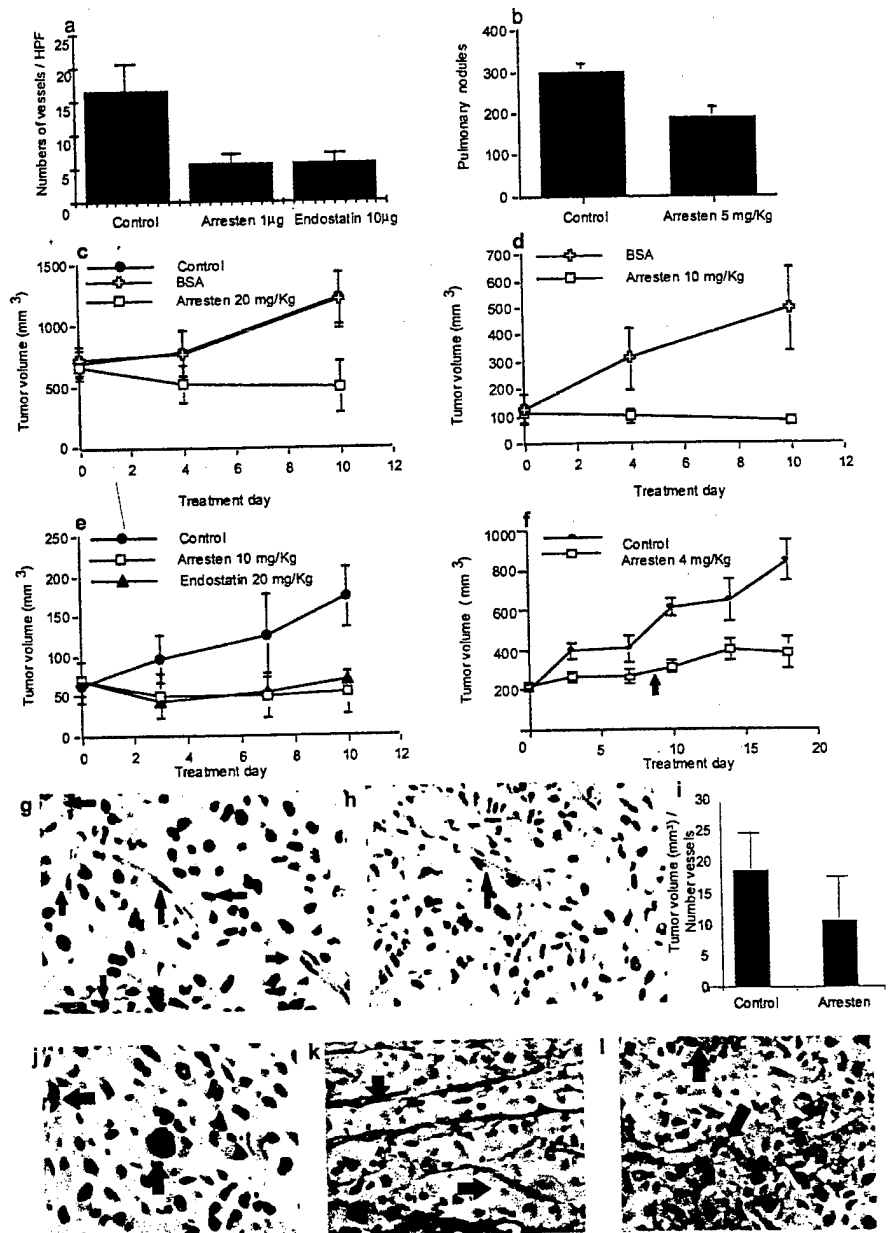 a
Numbers of vessels / HPF
25
20
15
10
5
0
Control
Arresten 1µg
Endostatin 10µg
b
Pulmonary nodules
400
300
200
100
0
Control
Arresten 5 mg/Kg
c
Control
BSA
Arresten 20 mg/Kg
Tumor volume (mm 3)
1500
1000
500
0
0 2 4 6 8 10 12
Treatment day
d
BSA
Arresten 10 mg/Kg
Tumor volume (mm 3)
700
600
500
400
300
200
100
0
0 2 4 6 8 10 12
Treatment day
e
Control
Arresten 10 mg/Kg
Endostatin 20 mg/Kg
Tumor volume (mm 3)
250
200
150
100
50
0
0 2 4 6 8 10 12
Treatment day
f
Control
Arresten 4 mg/Kg
Tumor volume ( mm 3)
1000
800
600
400
200
0 5 10 15 20
Treatment day
g
h
i
Tumor volume (mm³) /
Number vessels
30
25
20
15
10
5
0
Control
Arresten
j
k
l